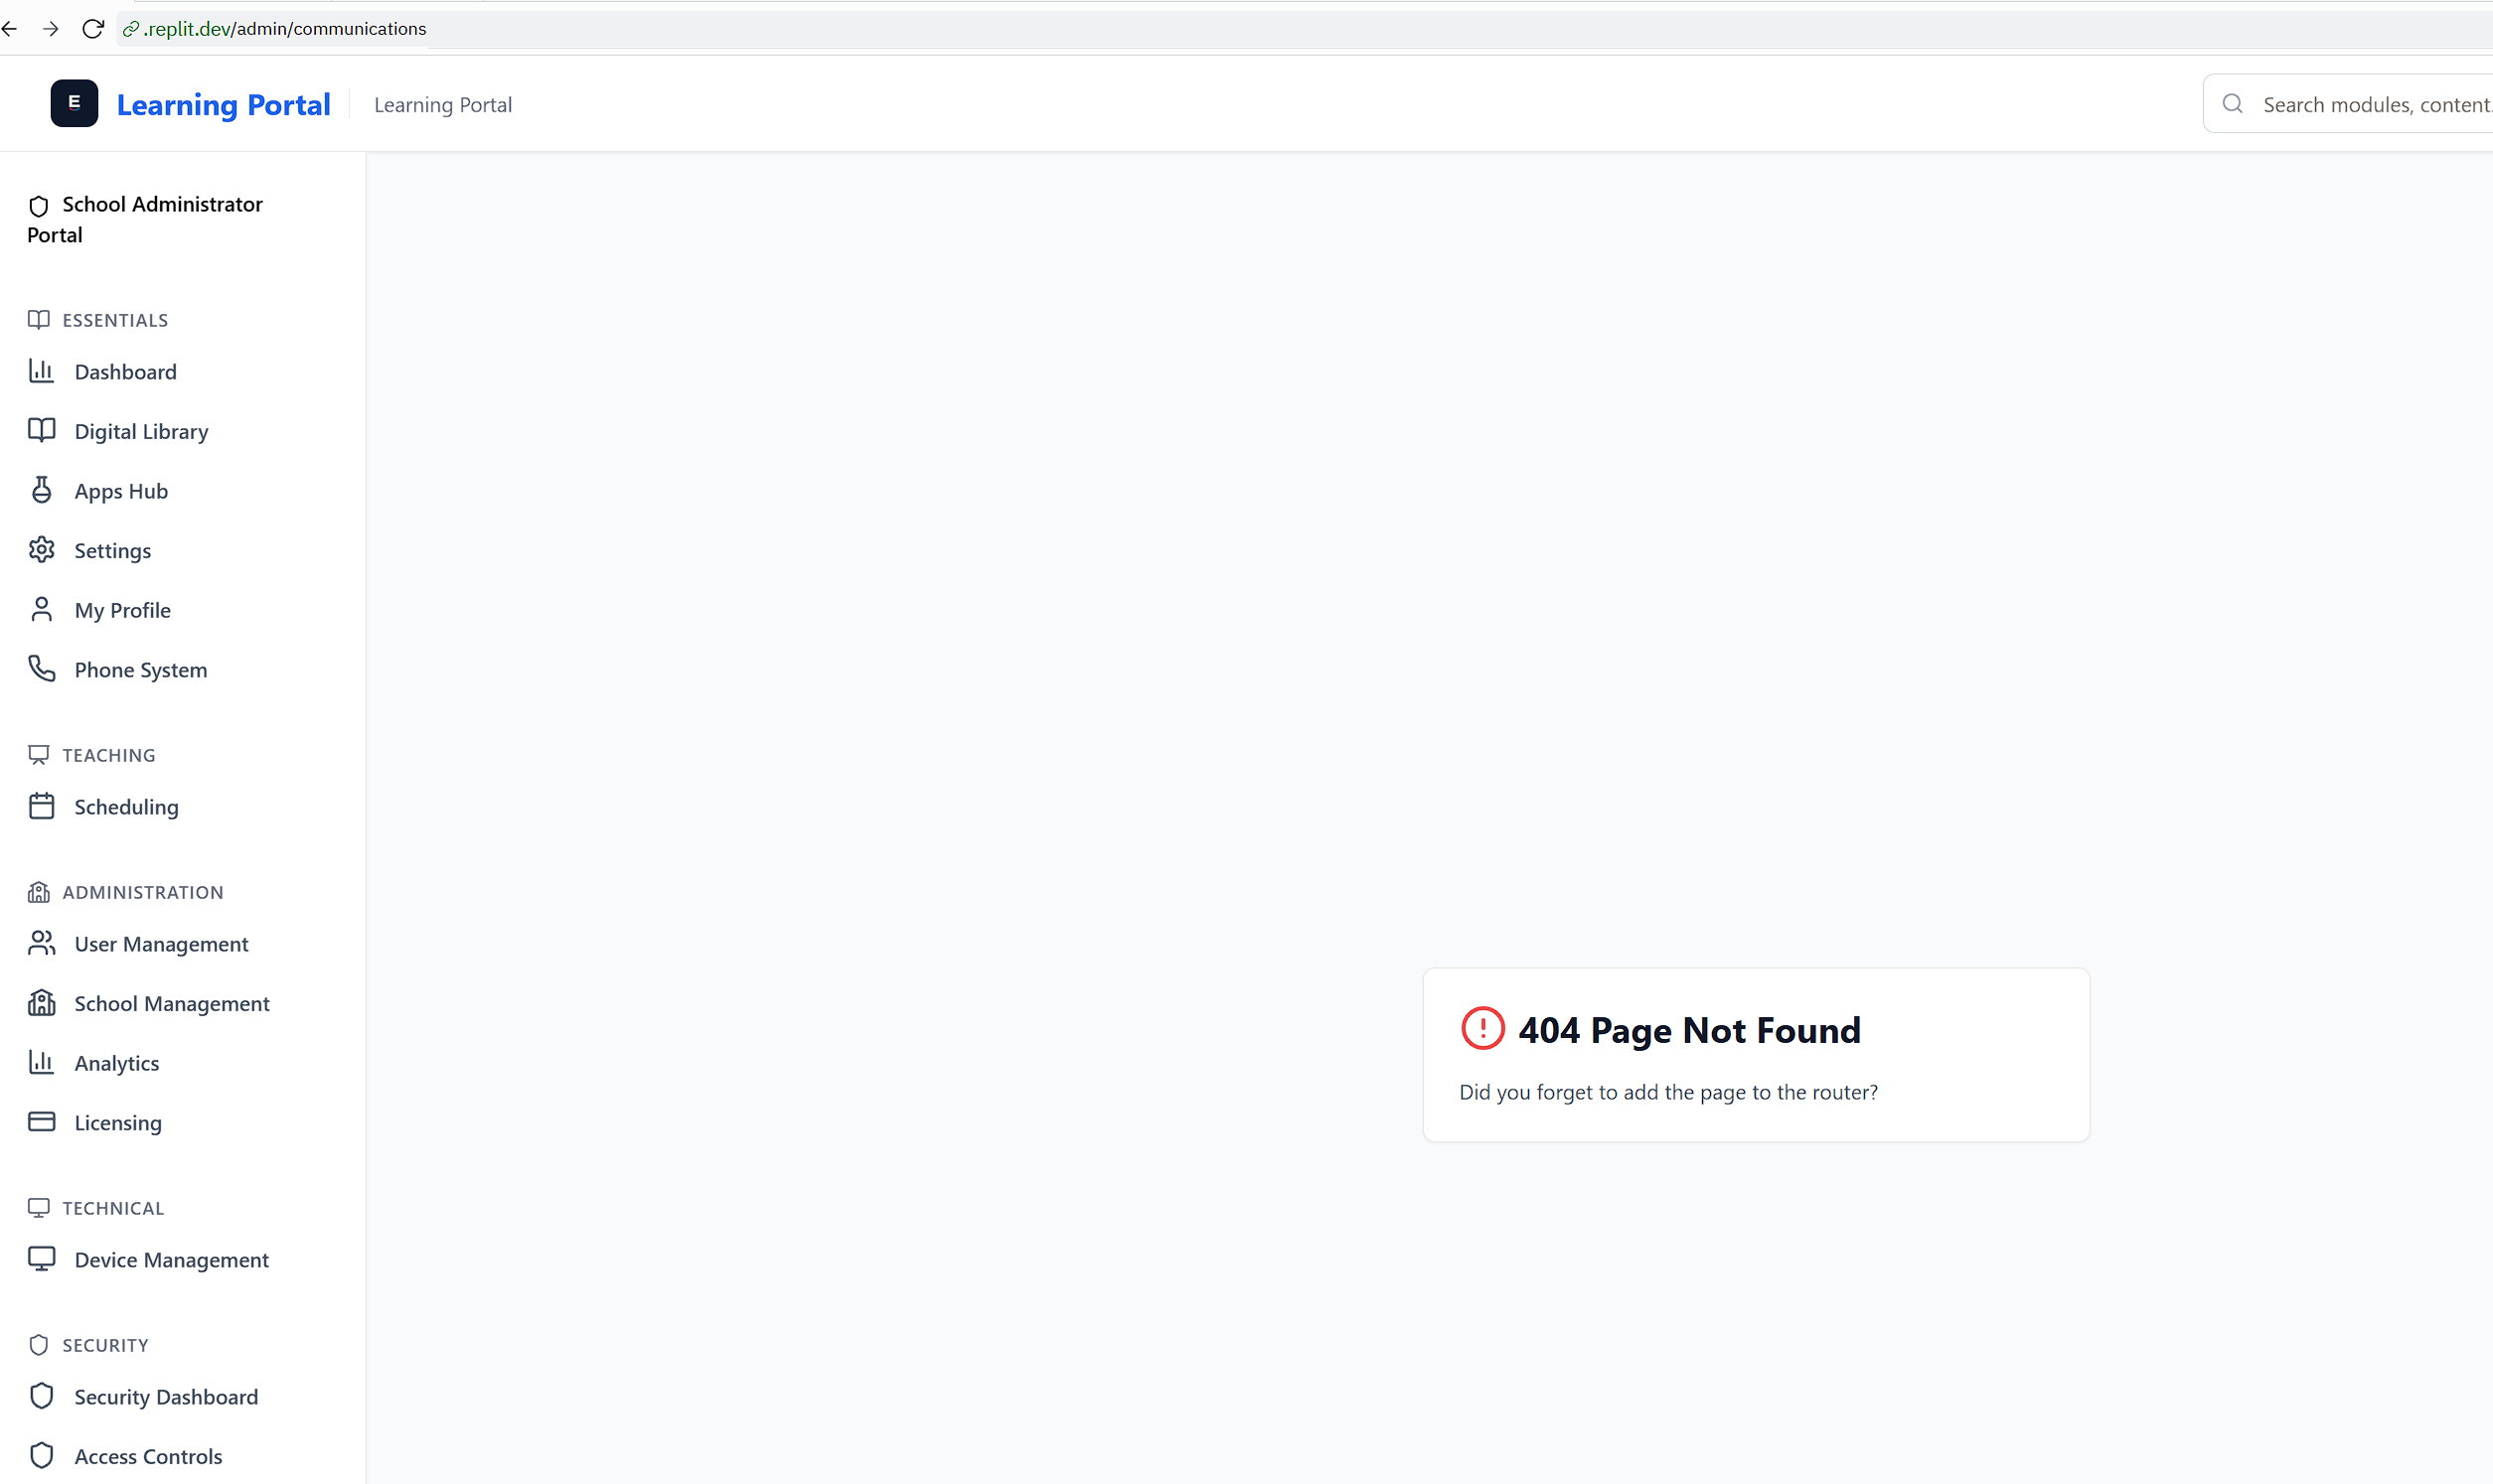 .replit.dev/admin/communications
E
Learning Portal
Learning Portal
Search modules, content.
School Administrator
Portal
ESSENTIALS
Dashboard
Digital Library
Apps Hub
Settings
My Profile
Phone System
TEACHING
Scheduling
ADMINISTRATION
User Management
School Management
Analytics
Licensing
TECHNICAL
Device Management
SECURITY
Security Dashboard
Access Controls
404 Page Not Found
Did you forget to add the page to the router?